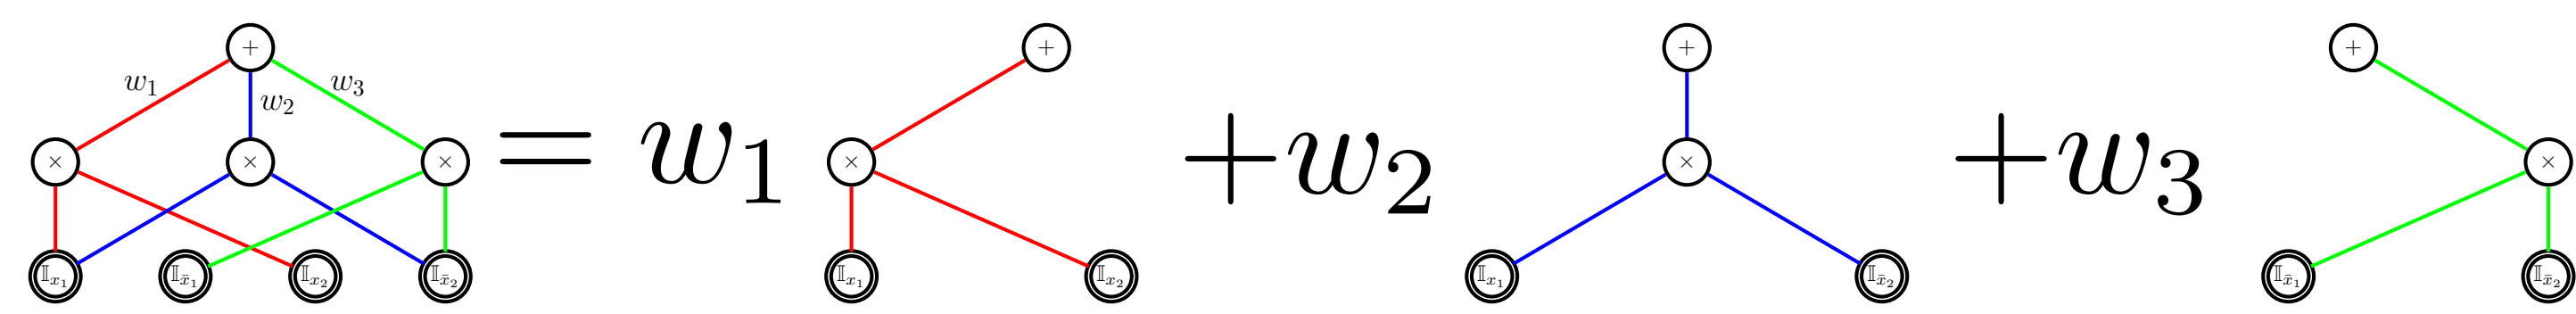 + + + +
w₁ w₂ w₃
= w₁ +w₂ +w₃
× × × × × ×
𝕀ₓ₁ 𝕀x̄₁ 𝕀ₓ₂ 𝕀x̄₂ 𝕀ₓ₁ 𝕀ₓ₂ 𝕀ₓ₁ 𝕀x̄₂ 𝕀x̄₁ 𝕀x̄₂